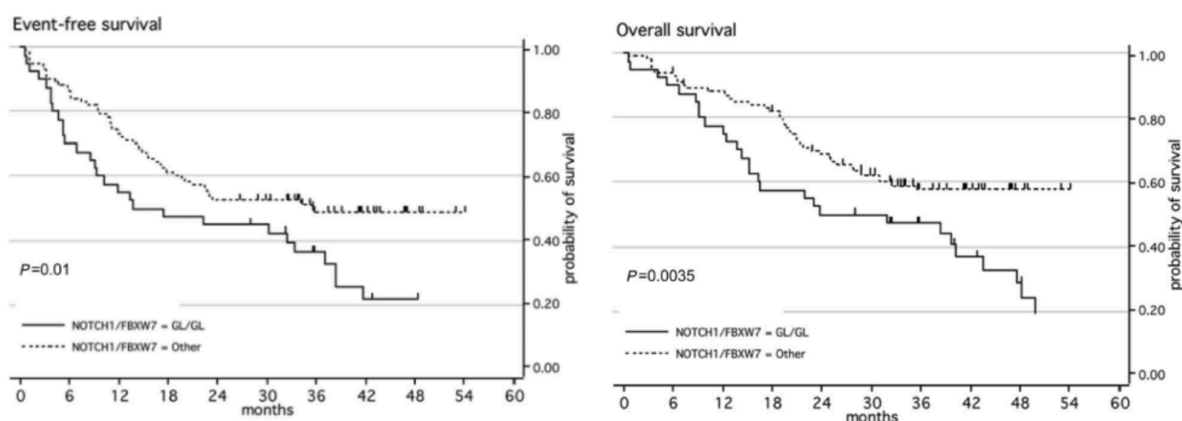 Event-free survival
1.00
0.80
0.60
0.40
0.20
0.00
probability of survival
P=0.01
NOTCH1/FBXW7 = GL/GL
NOTCH1/FBXW7 = Other
0 6 12 18 24 30 36 42 48 54 60
months
Overall survival
1.00
0.80
0.60
0.40
0.20
0.00
probability of survival
P=0.0035
NOTCH1/FBXW7 = GL/GL
NOTCH1/FBXW7 = Other
0 6 12 18 24 30 36 42 48 54 60
months